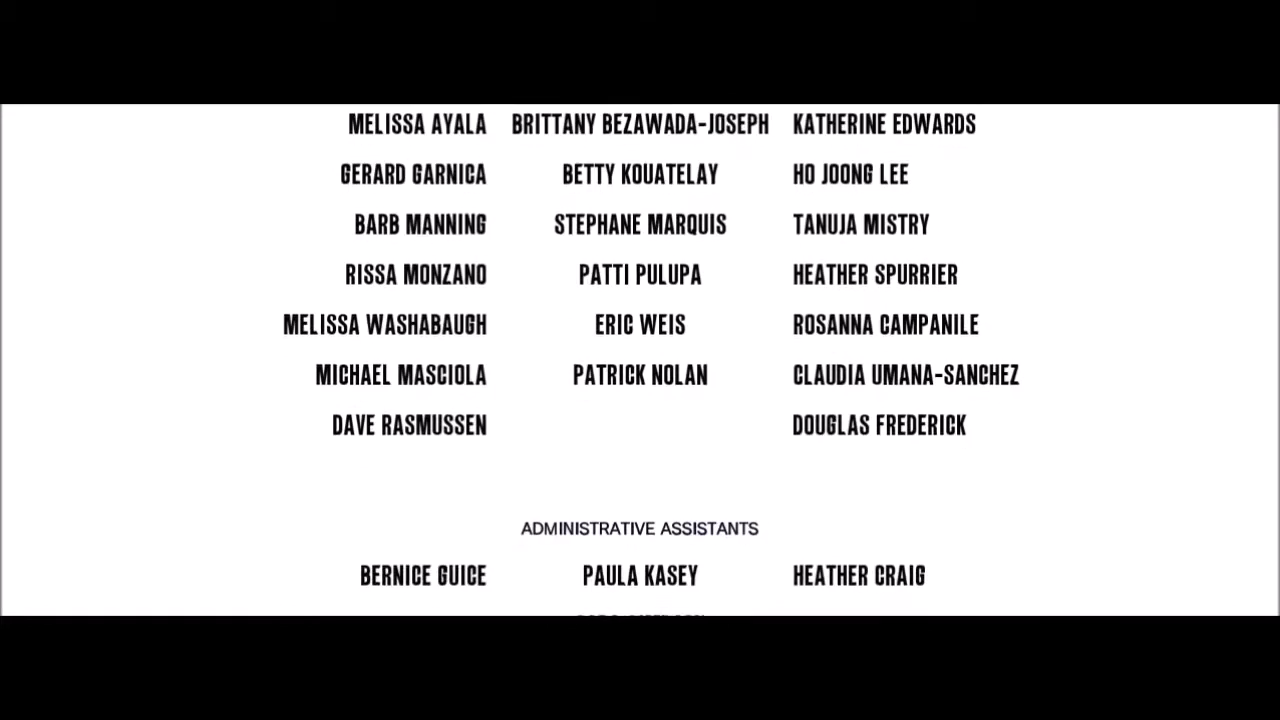 MELISSA AYALA BRITTANY BEZAWADA-JOSEPH KATHERINE EDWARDS
GERARD GARNICA BETTY KOUATELAY HO JOONG LEE
BARB MANNING STEPHANE MARQUIS TANUJA MISTRY
RISSA MONZANO PATTI PULUPA HEATHER SPURRIER
MELISSA WASHABAUGH ERIC WEIS ROSANNA CAMPANILE
MICHAEL MASCIOLA PATRICK NOLAN CLAUDIA UMANA-SANCHEZ
DAVE RASMUSSEN DOUGLAS FREDERICK
ADMINISTRATIVE ASSISTANTS
BERNICE GUICE PAULA KASEY HEATHER CRAIG